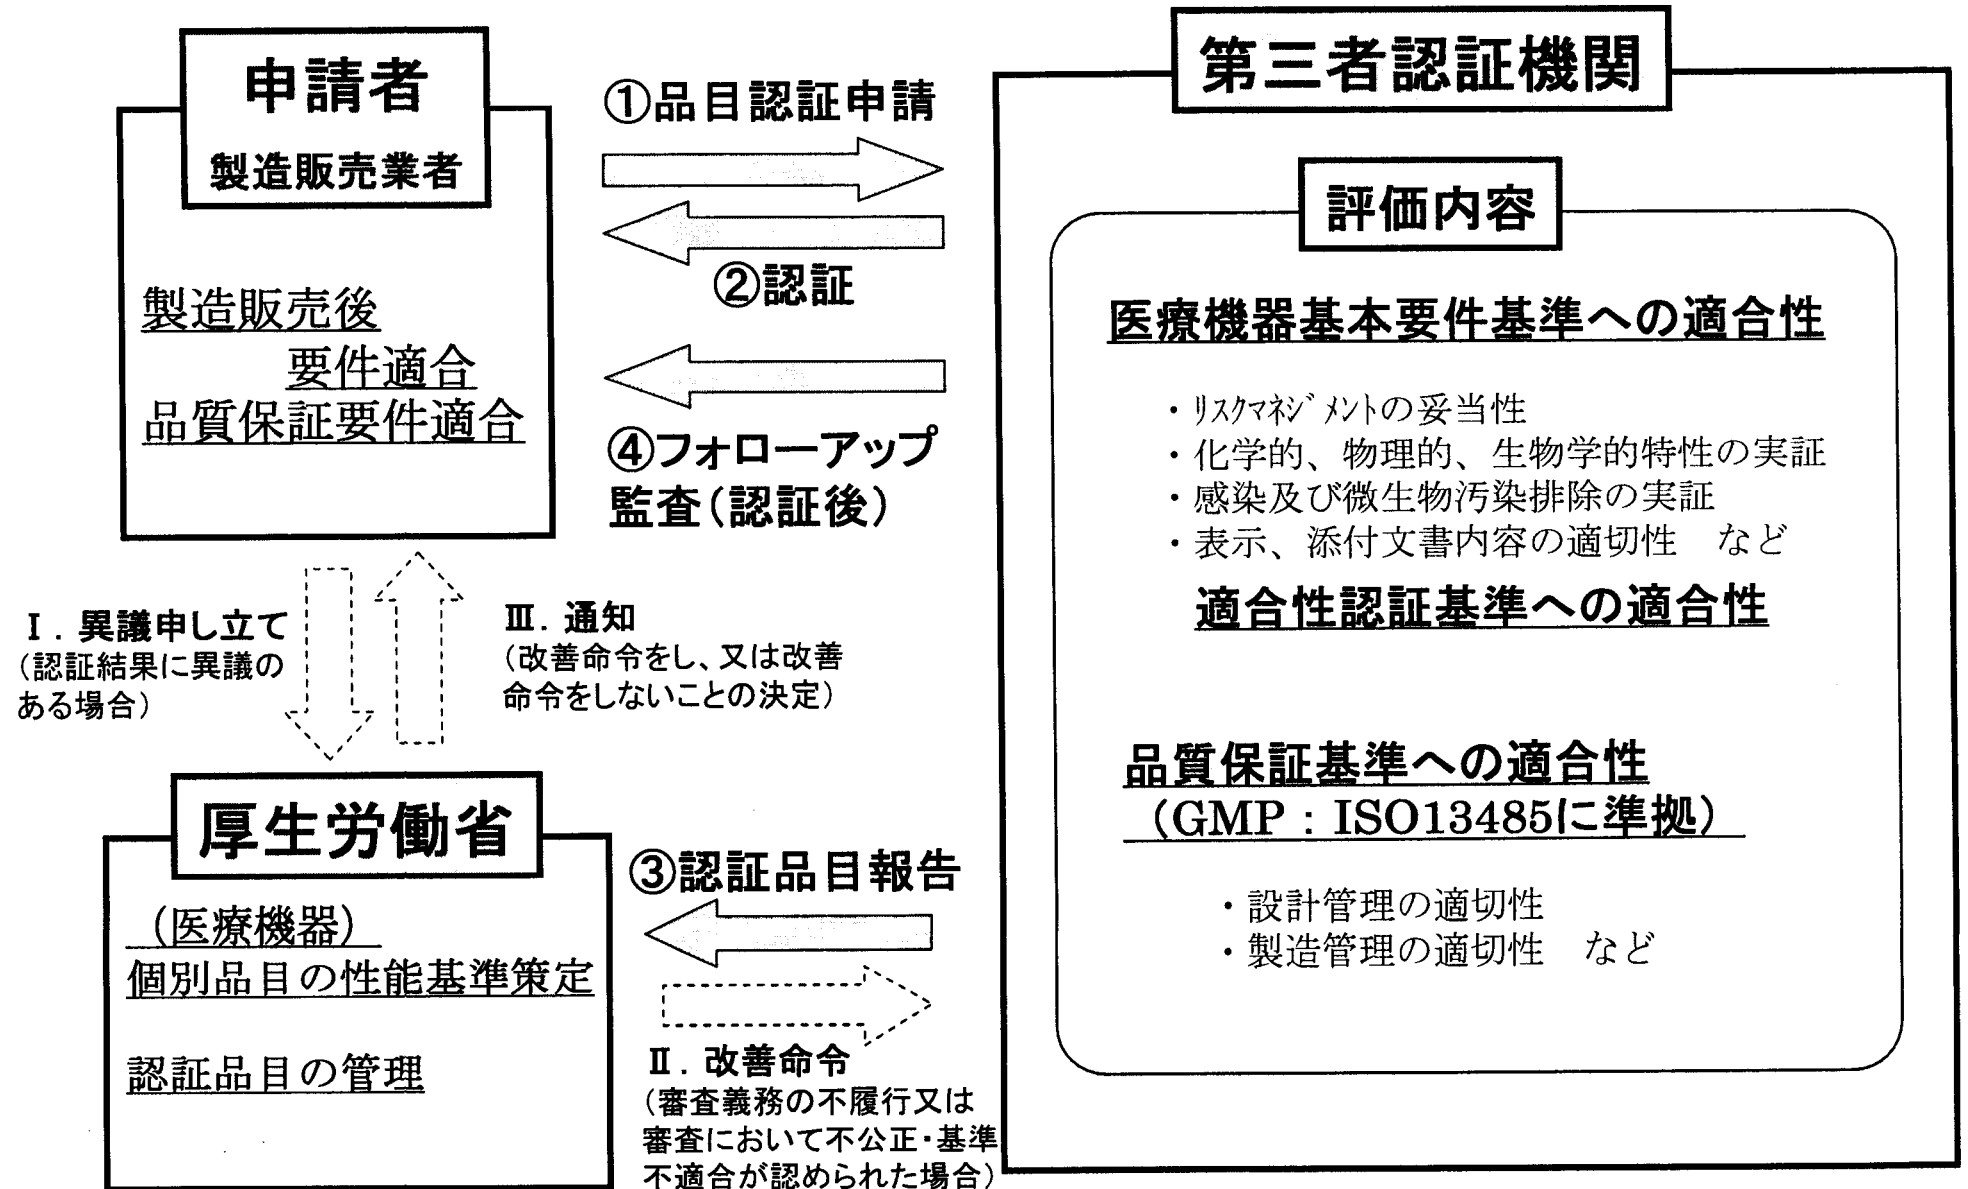 申請者
製造販売業者
製造販売後
要件適合
品質保証要件適合
①品目認証申請
②認証
④フォローアップ
監査(認証後)
Ⅰ. 異議申し立て
(認証結果に異議の
ある場合)
Ⅲ. 通知
(改善命令をし、又は改善
命令をしないことの決定)
厚生労働省
(医療機器)
個別品目の性能基準策定
認証品目の管理
③認証品目報告
Ⅱ. 改善命令
(審査義務の不履行又は
審査において不公正・基準
不適合が認められた場合)
第三者認証機関
評価内容
医療機器基本要件基準への適合性
・ﾘｽｸﾏﾈｼﾞﾒﾝﾄの妥当性
・化学的、物理的、生物学的特性の実証
・感染及び微生物汚染排除の実証
・表示、添付文書内容の適切性　など
適合性認証基準への適合性
品質保証基準への適合性
(GMP：ISO13485に準拠)
・設計管理の適切性
・製造管理の適切性　など